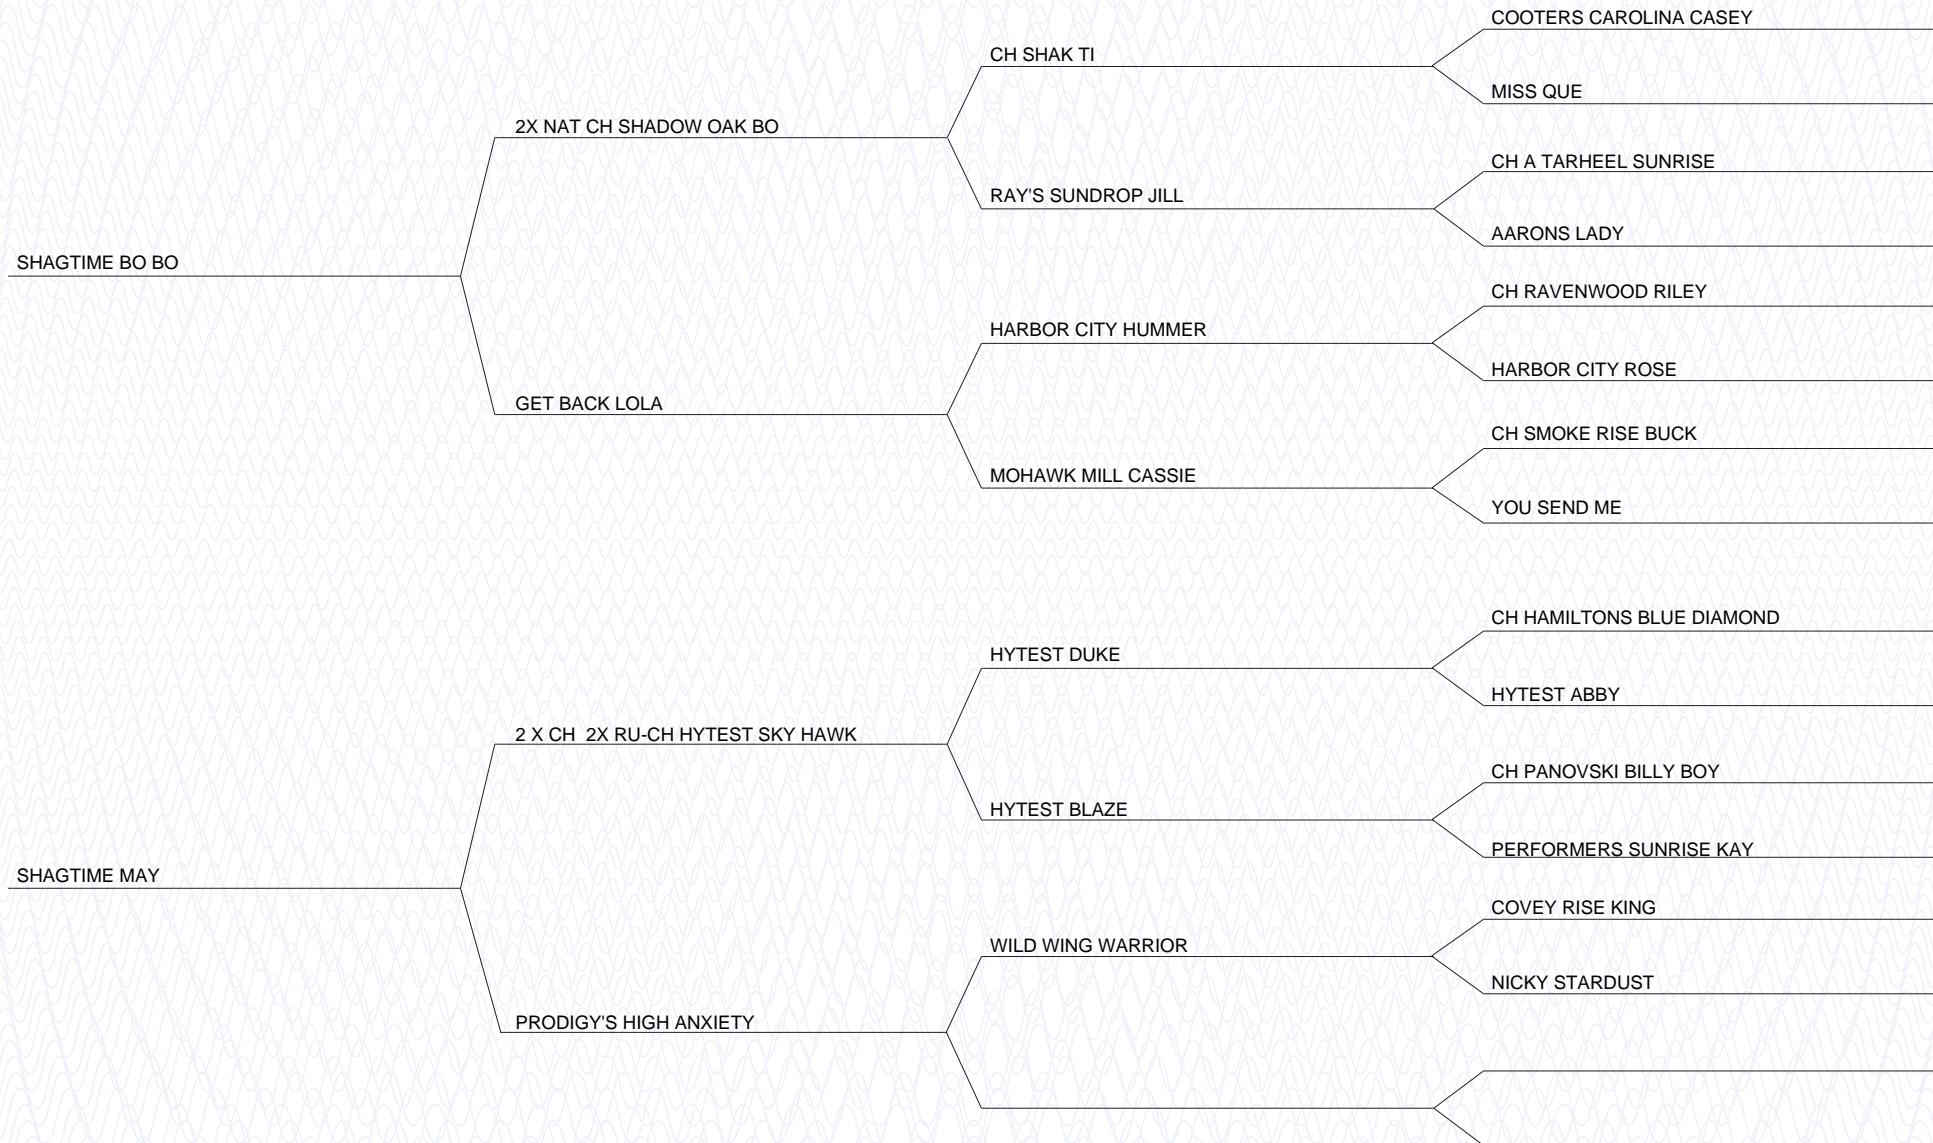 COOTERS CAROLINA CASEY
CH SHAK TI
MISS QUE
2X NAT CH SHADOW OAK BO
CH A TARHEEL SUNRISE
RAY'S SUNDROP JILL
AARONS LADY
SHAGTIME BO BO
CH RAVENWOOD RILEY
HARBOR CITY HUMMER
HARBOR CITY ROSE
GET BACK LOLA
CH SMOKE RISE BUCK
MOHAWK MILL CASSIE
YOU SEND ME
CH HAMILTONS BLUE DIAMOND
HYTEST DUKE
HYTEST ABBY
2 X CH  2X RU-CH HYTEST SKY HAWK
CH PANOVSKI BILLY BOY
HYTEST BLAZE
PERFORMERS SUNRISE KAY
SHAGTIME MAY
COVEY RISE KING
WILD WING WARRIOR
NICKY STARDUST
PRODIGY'S HIGH ANXIETY